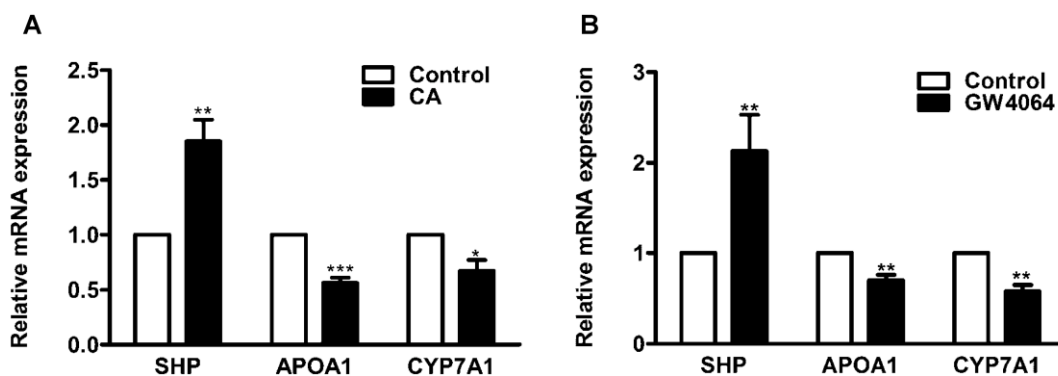 A
Relative mRNA expression
2.5
2.0
1.5
1.0
0.5
0.0
Control
CA
**
***
*
SHP APOA1 CYP7A1
B
Relative mRNA expression
3
2
1
0
Control
GW4064
**
**
**
SHP APOA1 CYP7A1